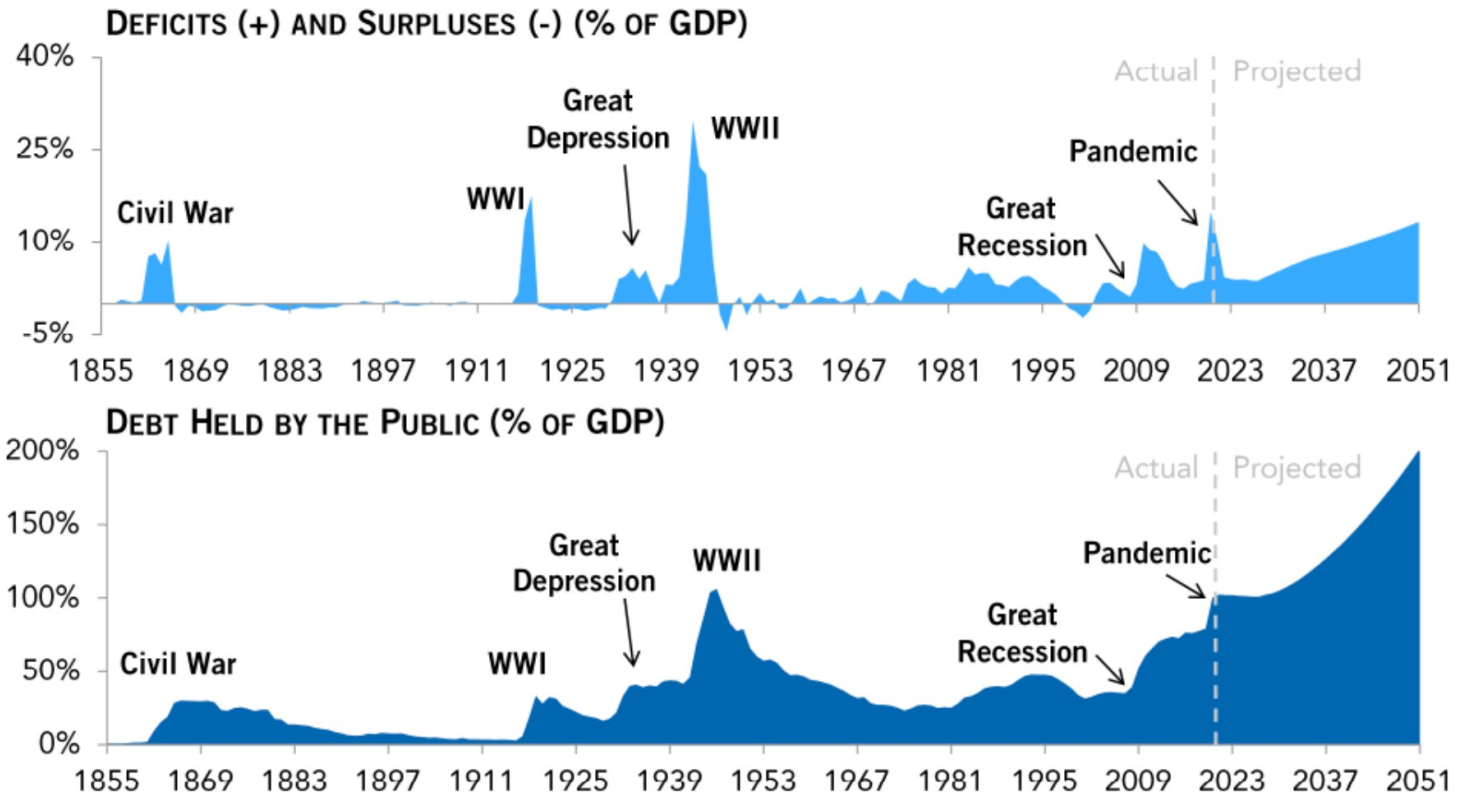 DEFICITS (+) AND SURPLUSES (-) (% OF GDP)
40%
Actual Projected
Great
Depression
WWII
25%
Pandemic
Civil War
WWI
Great
Recession
10%
-5%
1855 1869 1883 1897 1911 1925 1939 1953 1967 1981 1995 2009 2023 2037 2051
DEBT HELD BY THE PUBLIC (% OF GDP)
200%
Actual Projected
150%
Great
Depression
WWII
Pandemic
100%
Great
Recession
Civil War
WWI
50%
0%
1855 1869 1883 1897 1911 1925 1939 1953 1967 1981 1995 2009 2023 2037 2051